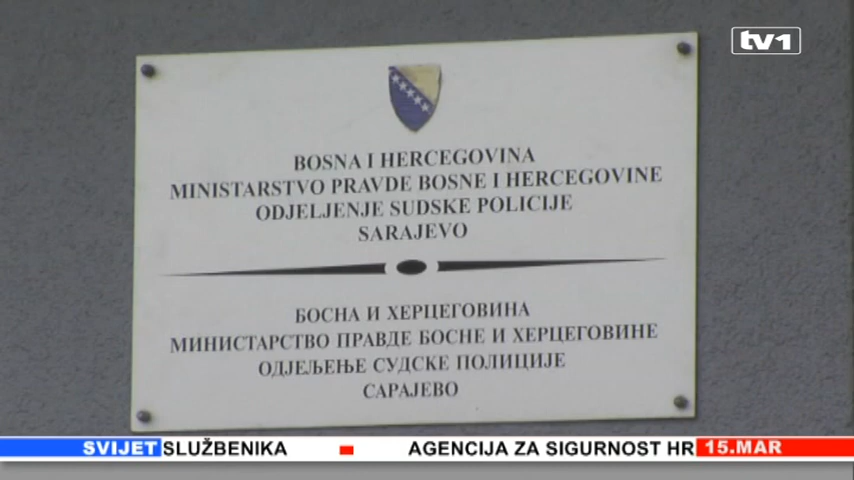 tv1
BOSNA I HERCEGOVINA
MINISTARSTVO PRAVDE BOSNE I HERCEGOVINE
ODJELJENJE SUDSKE POLICIJE
SARAJEVO
БОСНА И ХЕРЦЕГОВИНА
МИНИСТАРСТВО ПРАВДЕ БОСНЕ И ХЕРЦЕГОВИНЕ
ОДЈЕЉЕЊЕ СУДСКЕ ПОЛИЦИЈЕ
САРАЈЕВО
SVIJET SLUŽBENIKA AGENCIJA ZA SIGURNOST HR 15.MAR